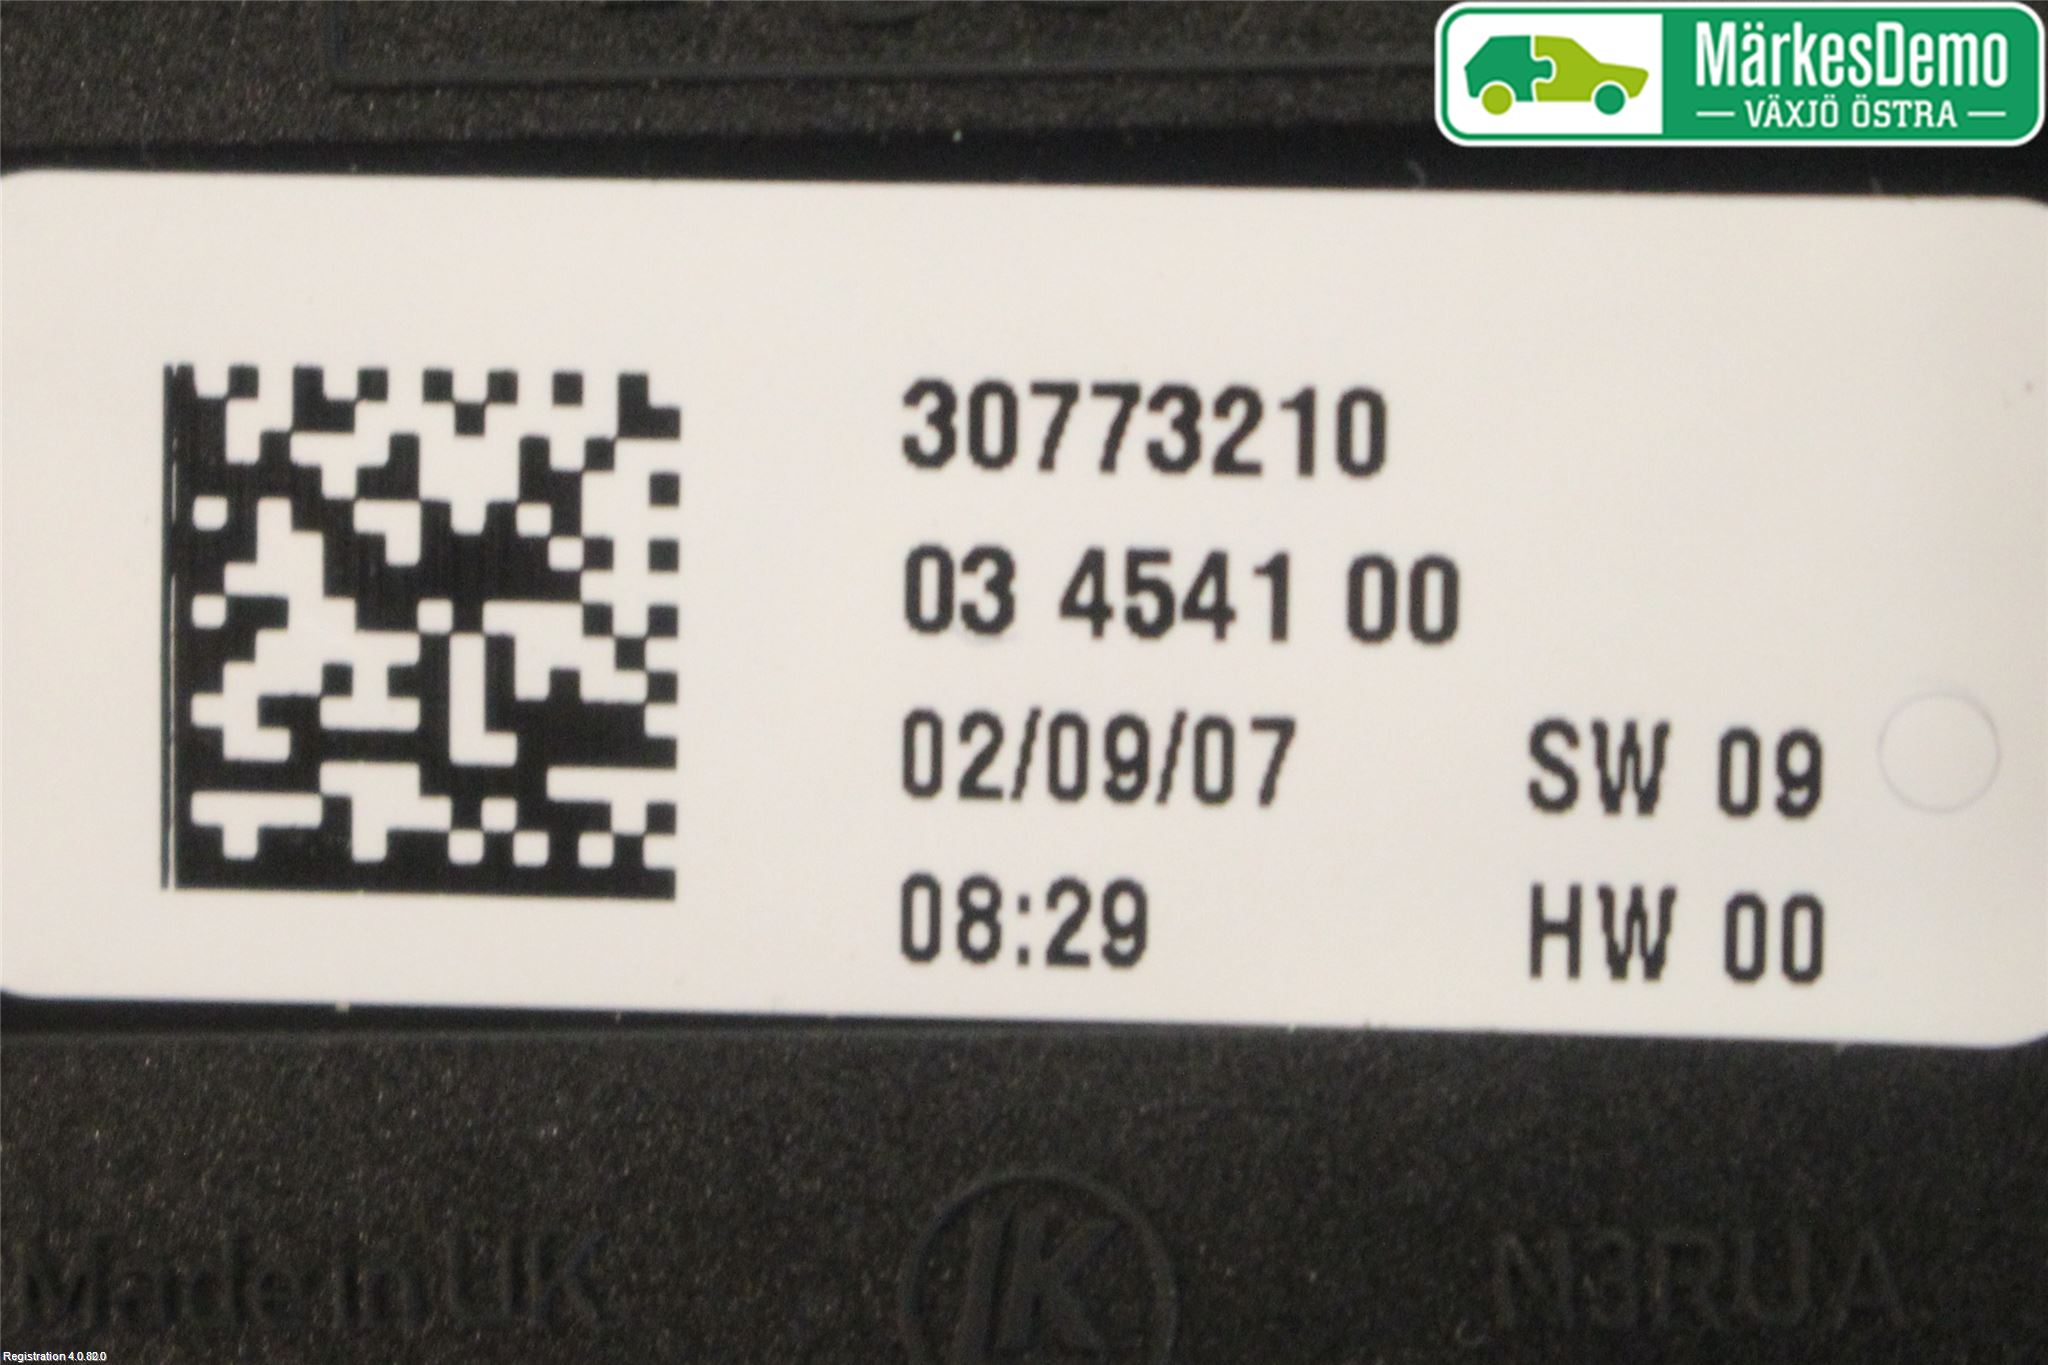 MärkesDemo
VÄXJÖ ÖSTRA
30773210
03 4541 00
02/09/07 SW 09
08:29 HW 00
Made in UK
K
N3RUA
Registration 4.0.82.0